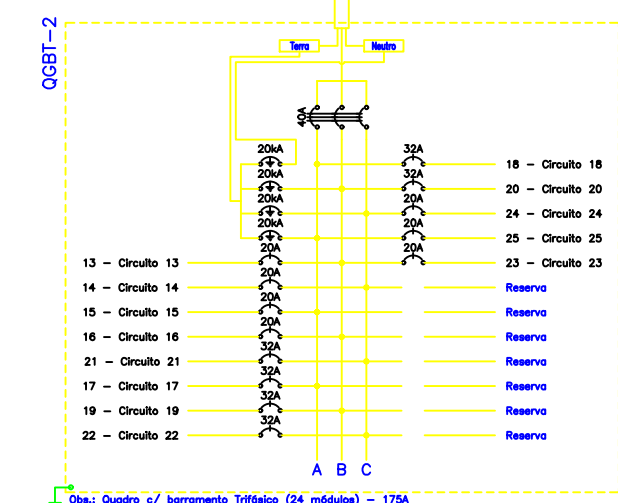 QGBT-2
Terra
Neutro
40A
20kA
32A
18 - Circuito 18
20kA
32A
20 - Circuito 20
20kA
20A
24 - Circuito 24
20kA
20A
25 - Circuito 25
20A
20A
13 - Circuito 13
23 - Circuito 23
20A
14 - Circuito 14
Reserva
20A
15 - Circuito 15
Reserva
20A
16 - Circuito 16
Reserva
32A
21 - Circuito 21
Reserva
32A
17 - Circuito 17
Reserva
32A
19 - Circuito 19
Reserva
32A
22 - Circuito 22
Reserva
A B C
Obs.: Quadro c/ barramento Trifásico (24 módulos) - 175A